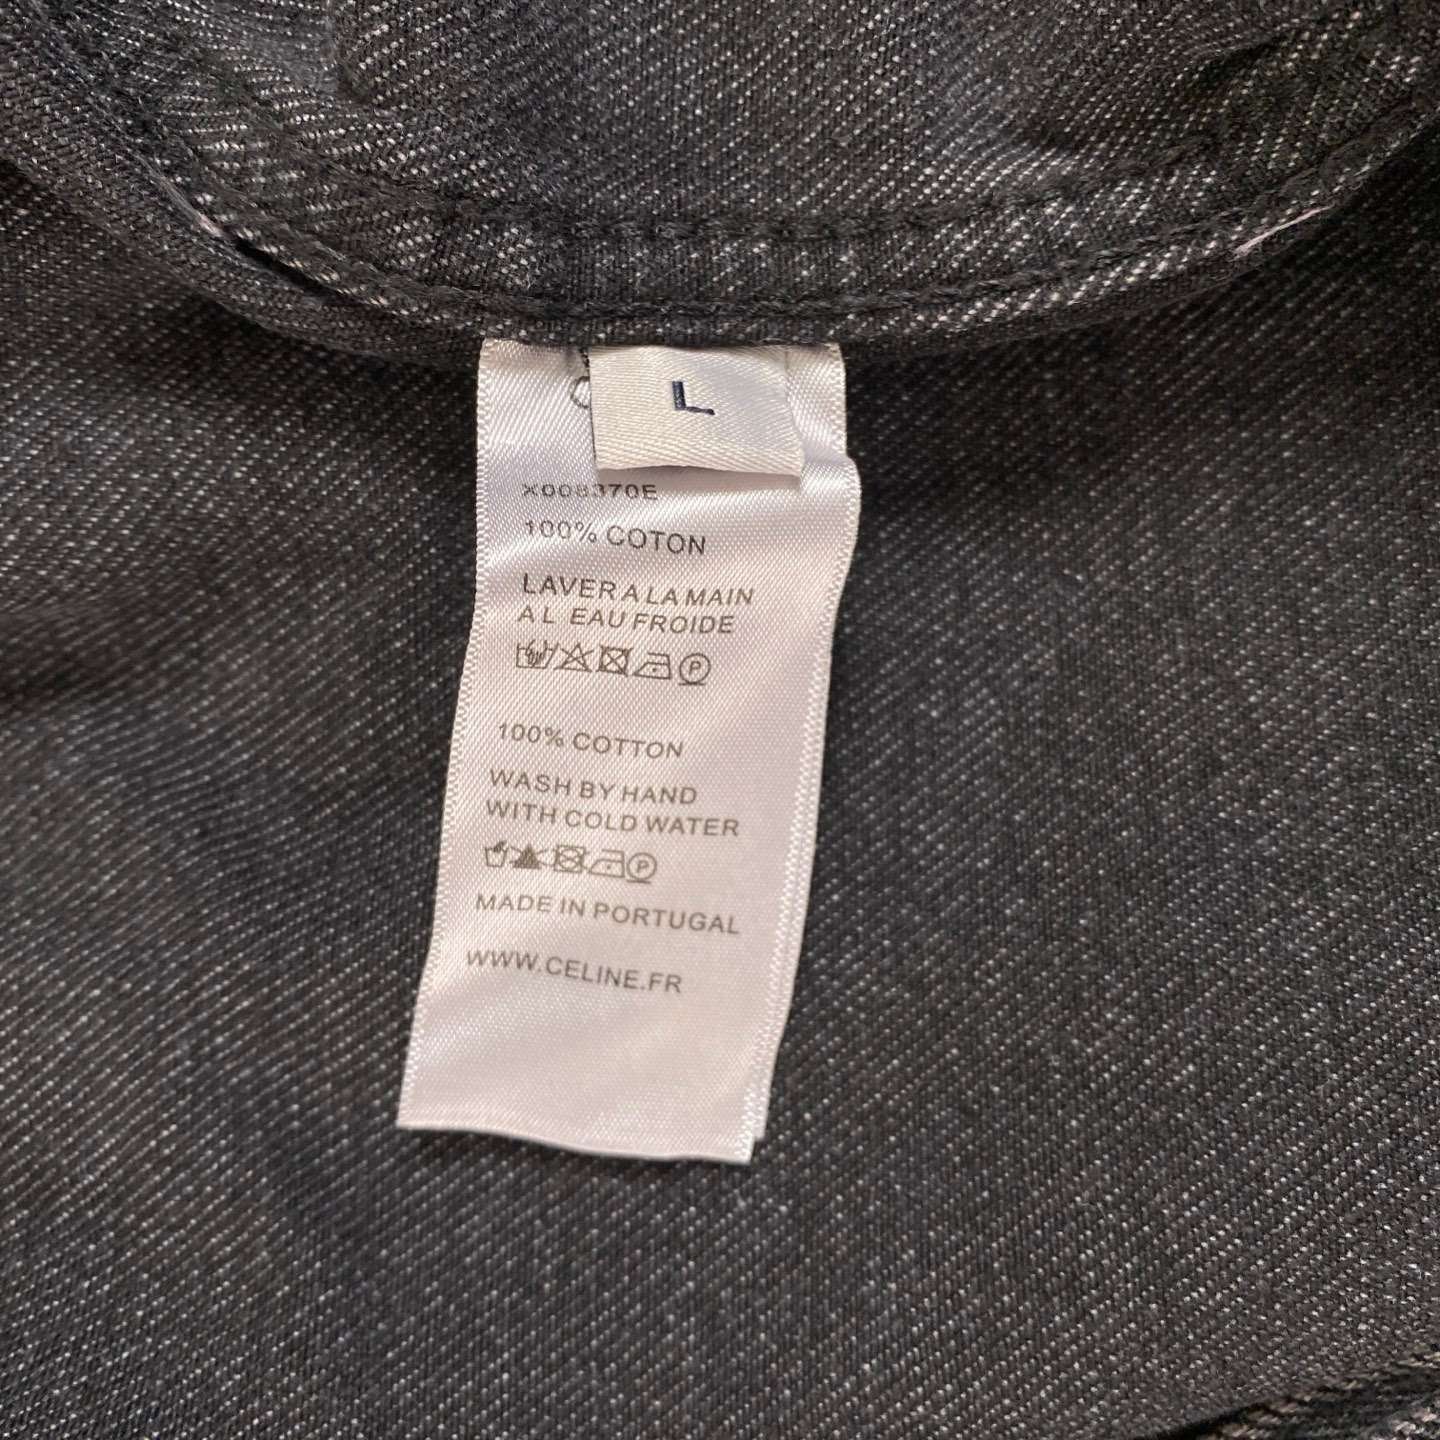 L
X008370E
100% COTON
LAVER A LA MAIN
A L EAU FROIDE
P
100% COTTON
WASH BY HAND
WITH COLD WATER
P
MADE IN PORTUGAL
WWW.CELINE.FR